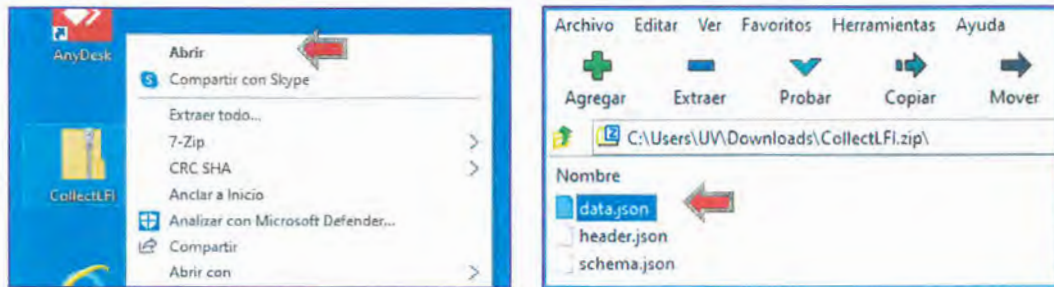 AnyDesk
CollectLFI
Abrir
Compartir con Skype
Extraer todo...
7-Zip
CRC SHA
Anclar a Inicio
Analizar con Microsoft Defender...
Compartir
Abrir con
Archivo Editar Ver Favoritos Herramientas Ayuda
Agregar Extraer Probar Copiar Mover
C:\Users\UV\Downloads\CollectLFI.zip\
Nombre
data.json
header.json
schema.json